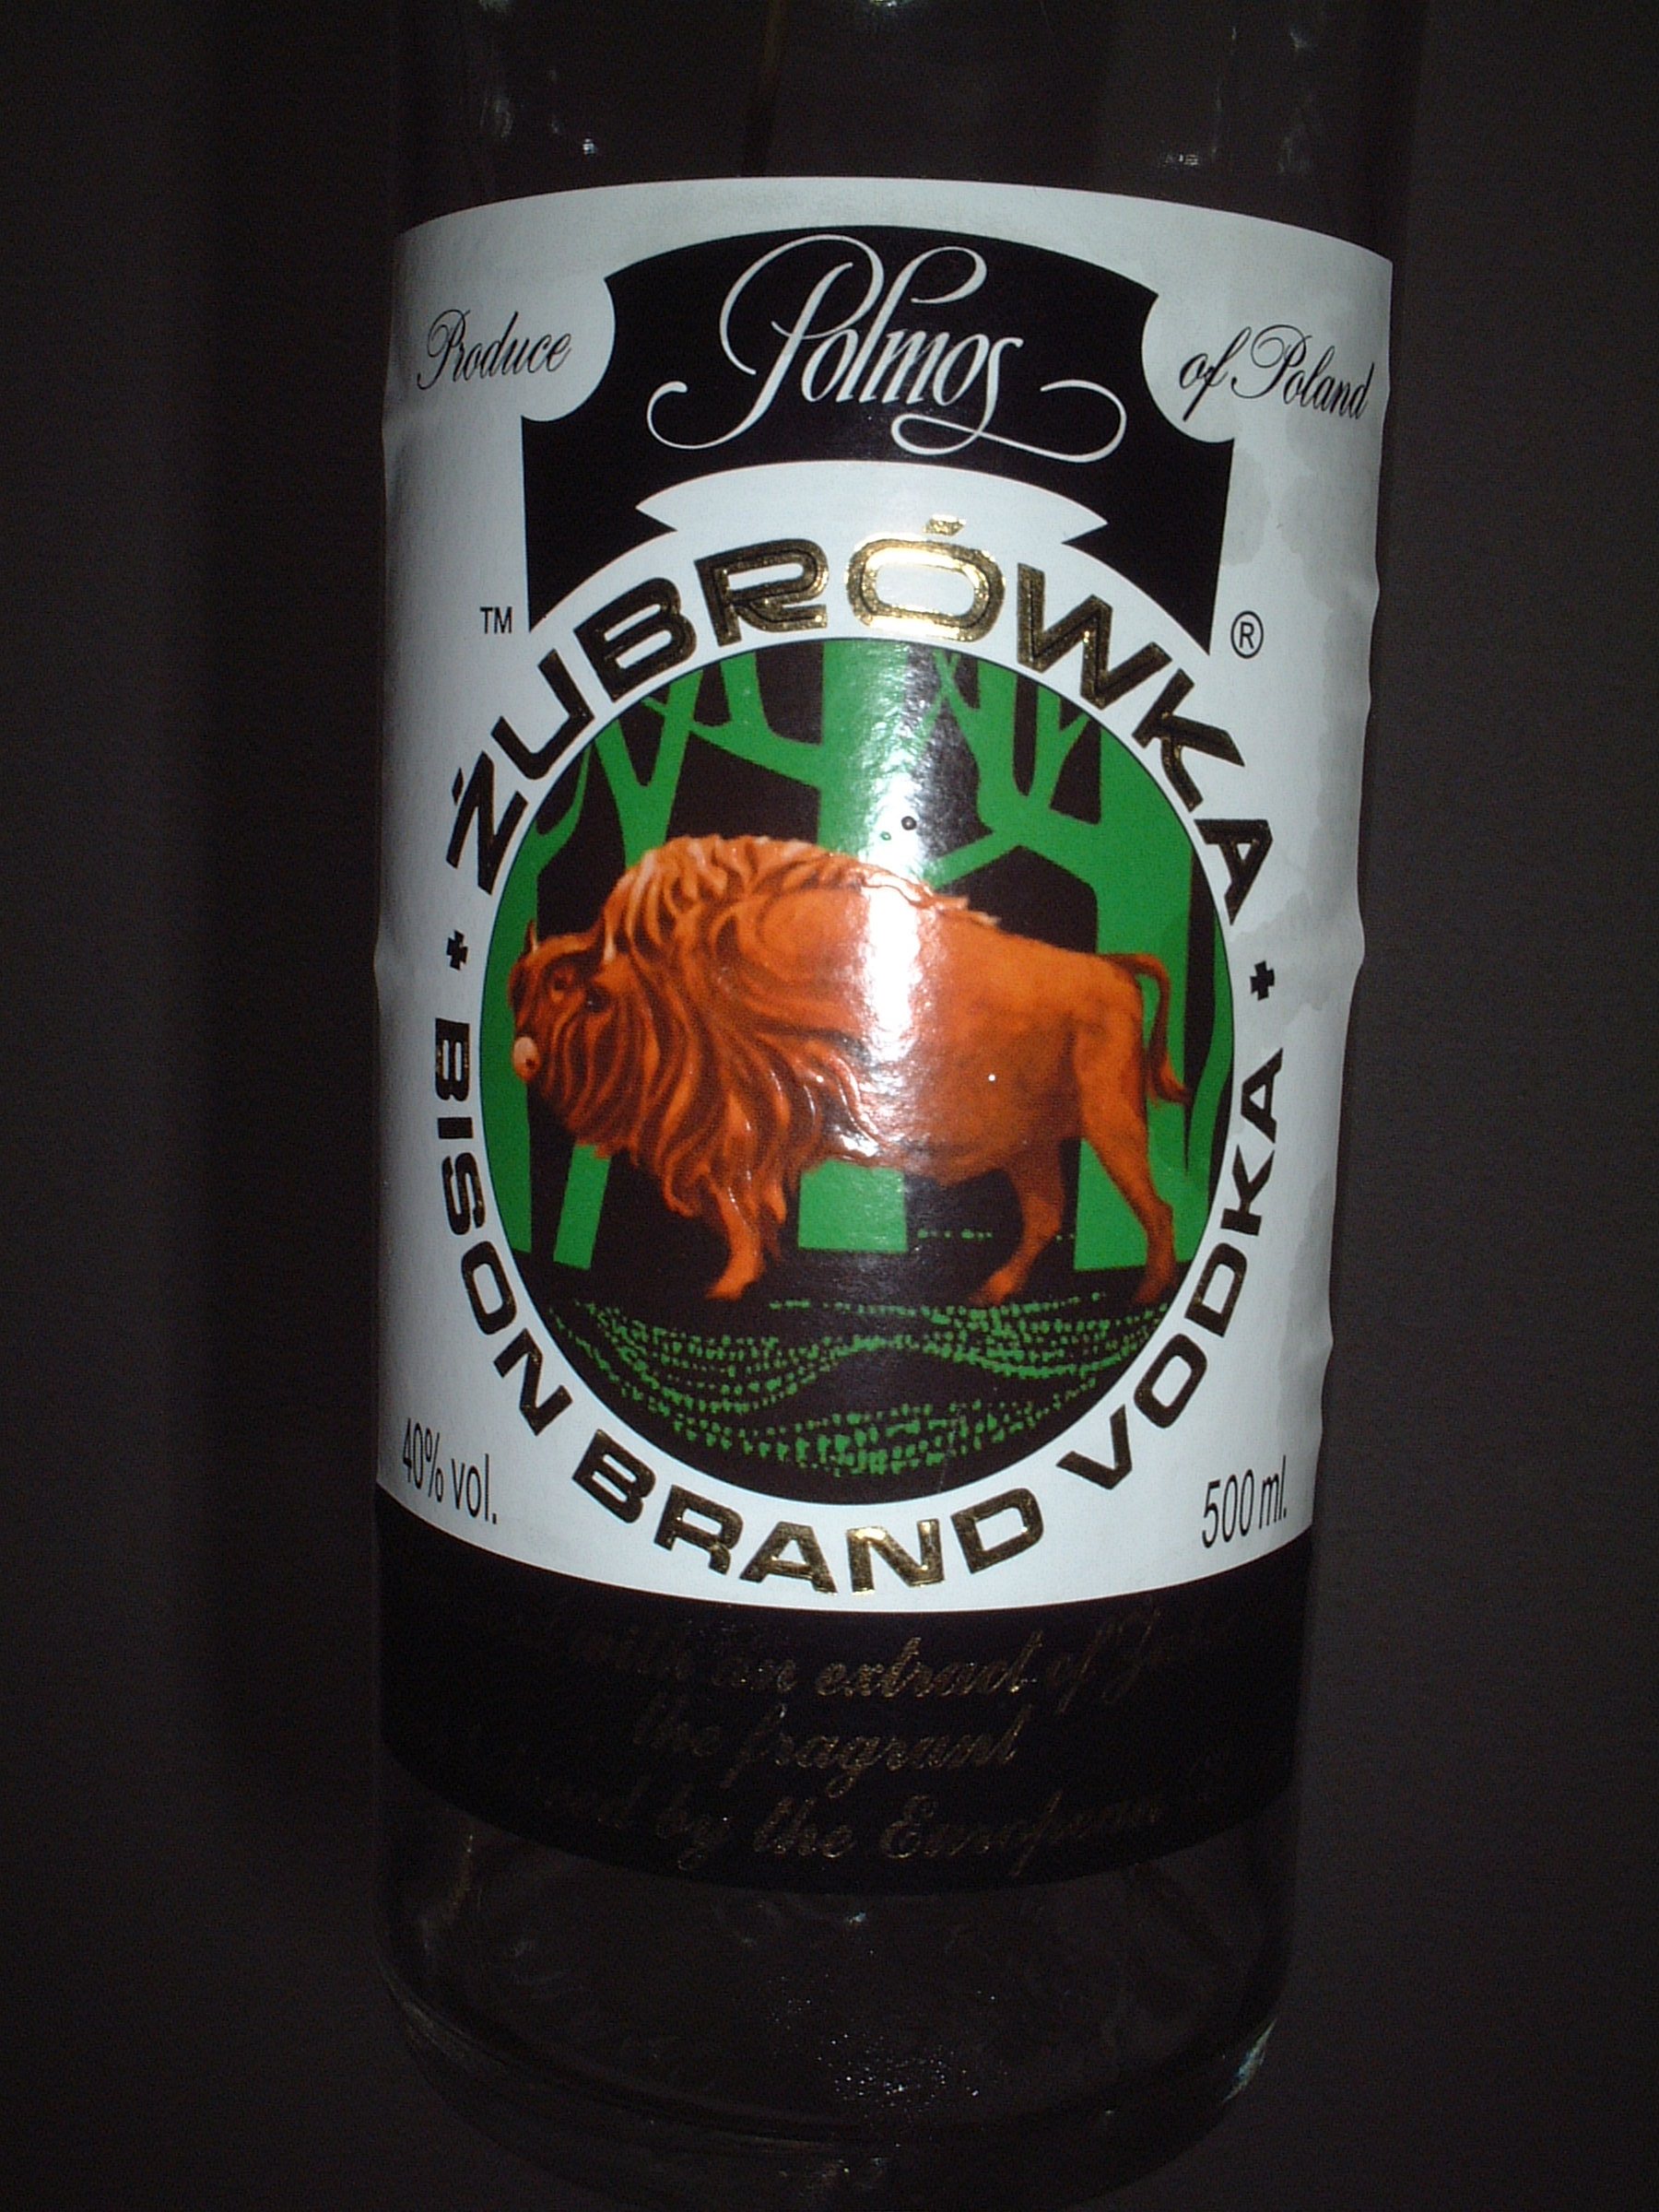 Polmos
Produce of Poland
TM ®
ŻUBRÓWKA
BISON BRAND VODKA
40% vol. 500 ml.
with an extract of
the fragrant
by the European